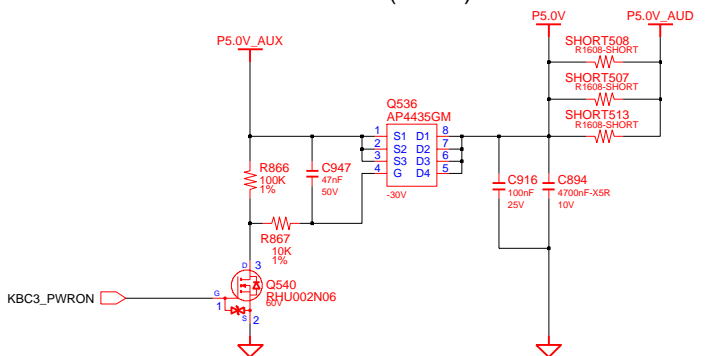 P5.0V P5.0V_AUD
P5.0V_AUX
SHORT508
R1608-SHORT
SHORT507
R1608-SHORT
SHORT513
R1608-SHORT
Q536
AP4435GM
1 S1 D1 8
2 S2 D2 7
3 S3 D3 6
4 G D4 5
-30V
R866
100K
1%
C947
47nF
50V
C916
100nF
25V
C894
4700nF-X5R
10V
R867
10K
1%
D 3
Q540
RHU002N06
60V
G
1
S 2
KBC3_PWRON